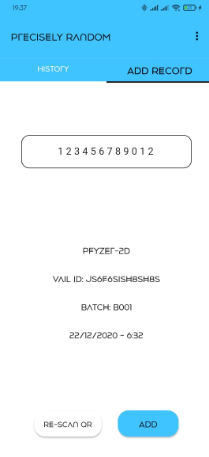 19:37
PRECISELY RANDOM
HISTORY
ADD RECORD
123456789012
PFYZER-2D
VAIL ID: JS6F6SISH8SH8S
BATCH: B001
22/12/2020 - 6:32
RE-SCAN QR
ADD